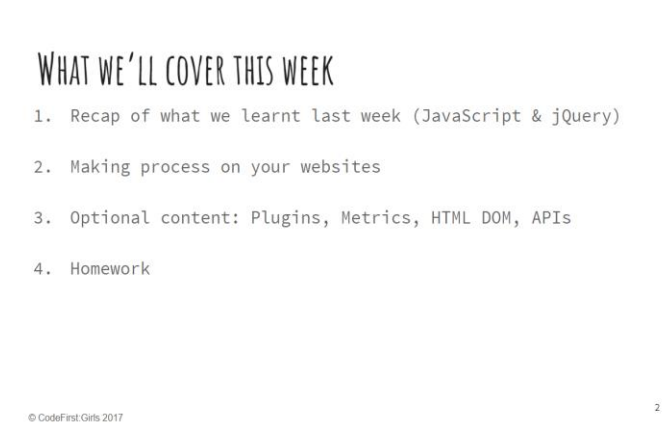 What we'll cover this week
1. Recap of what we learnt last week (JavaScript & jQuery)
2. Making process on your websites
3. Optional content: Plugins, Metrics, HTML DOM, APIs
4. Homework
2
© CodeFirst:Girls 2017